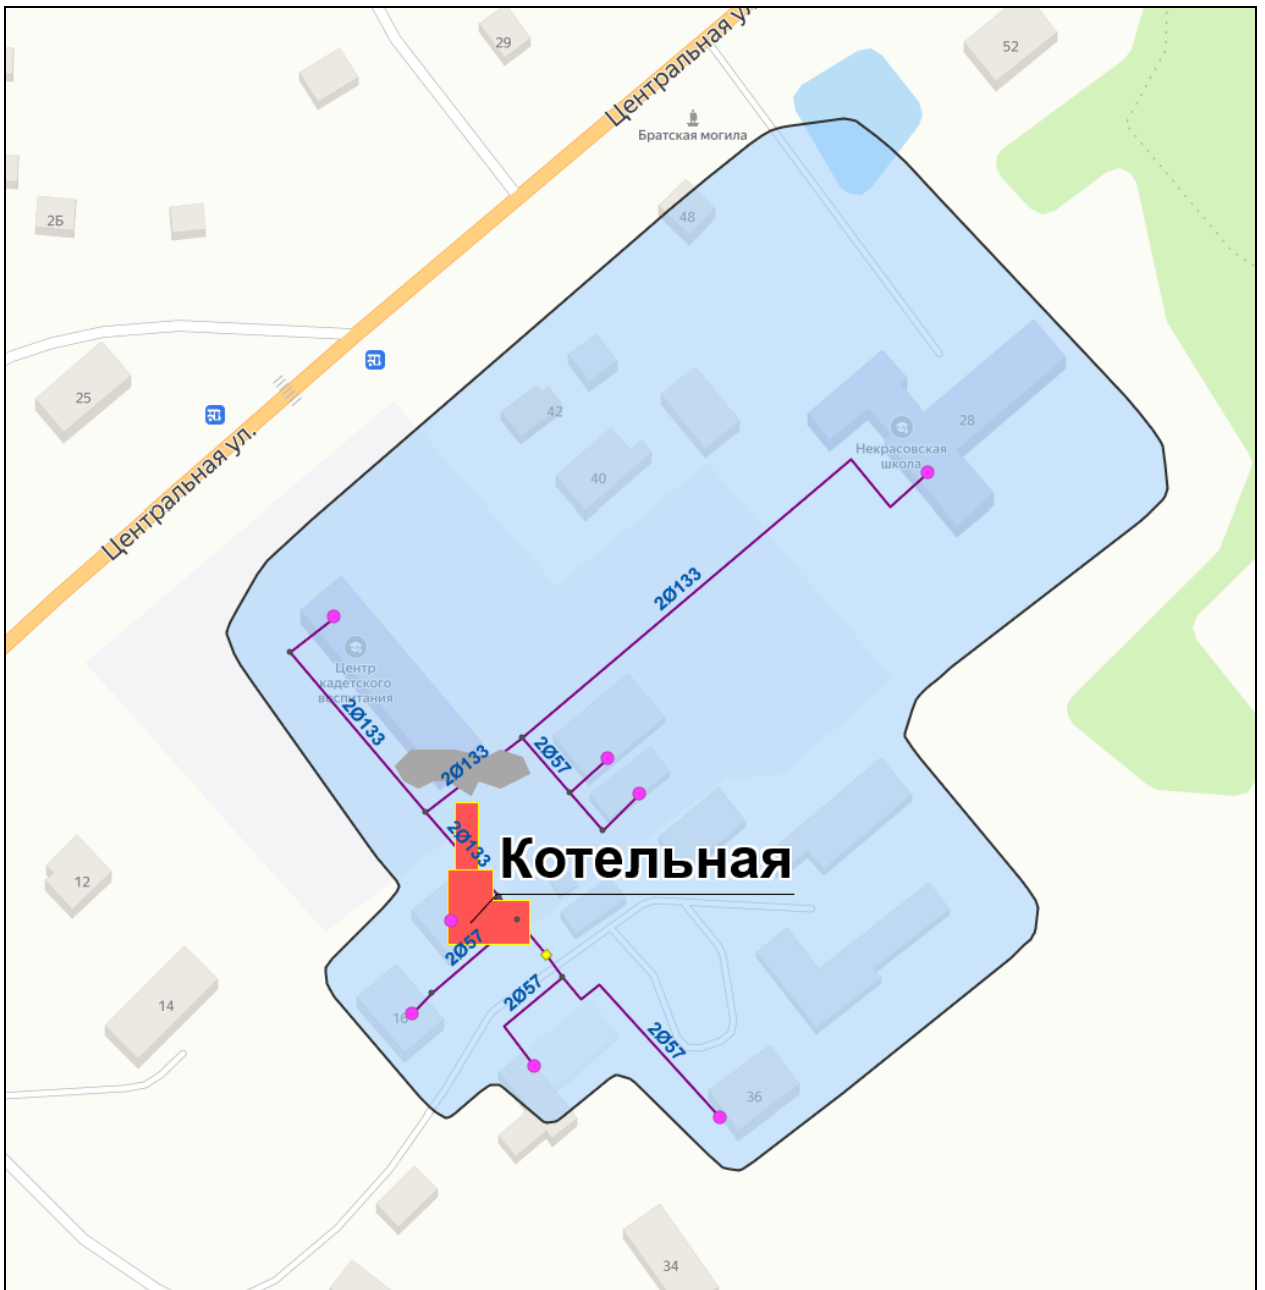 29
52
Центральная ул.
Братская могила
2Б
48
25
42
40
28
Некрасовская
школа
Центральная ул.
2Ø133
Центр
кадетского
воспитания
2Ø133
2Ø133
2Ø57
2Ø133
Котельная
12
2Ø57
2Ø57
14
16
2Ø57
36
34